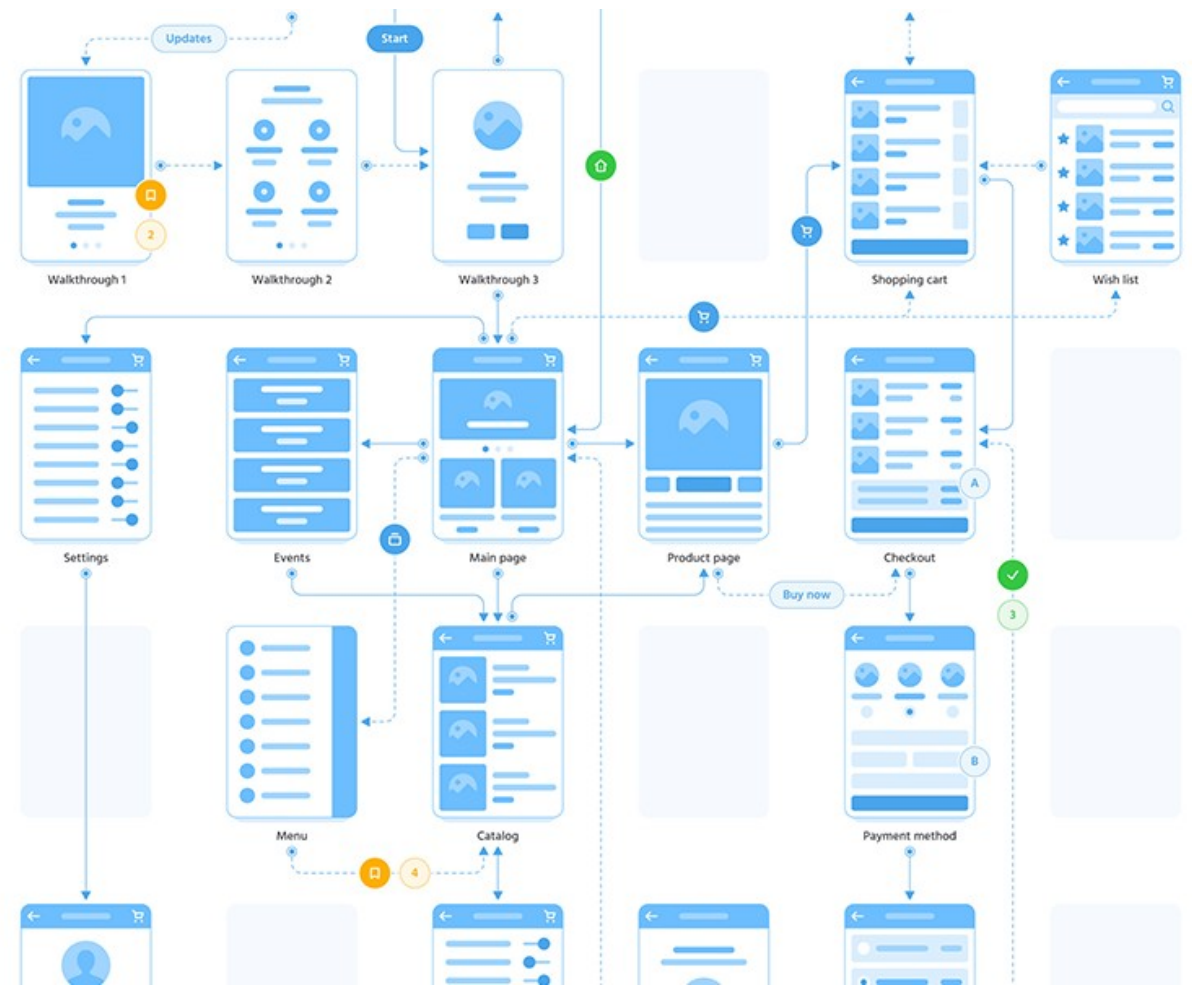 Updates
Start
2
Walkthrough 1
Walkthrough 2
Walkthrough 3
Shopping cart
Wish list
A
Settings
Events
Main page
Product page
Checkout
Buy now
3
B
Menu
Catalog
Payment method
4